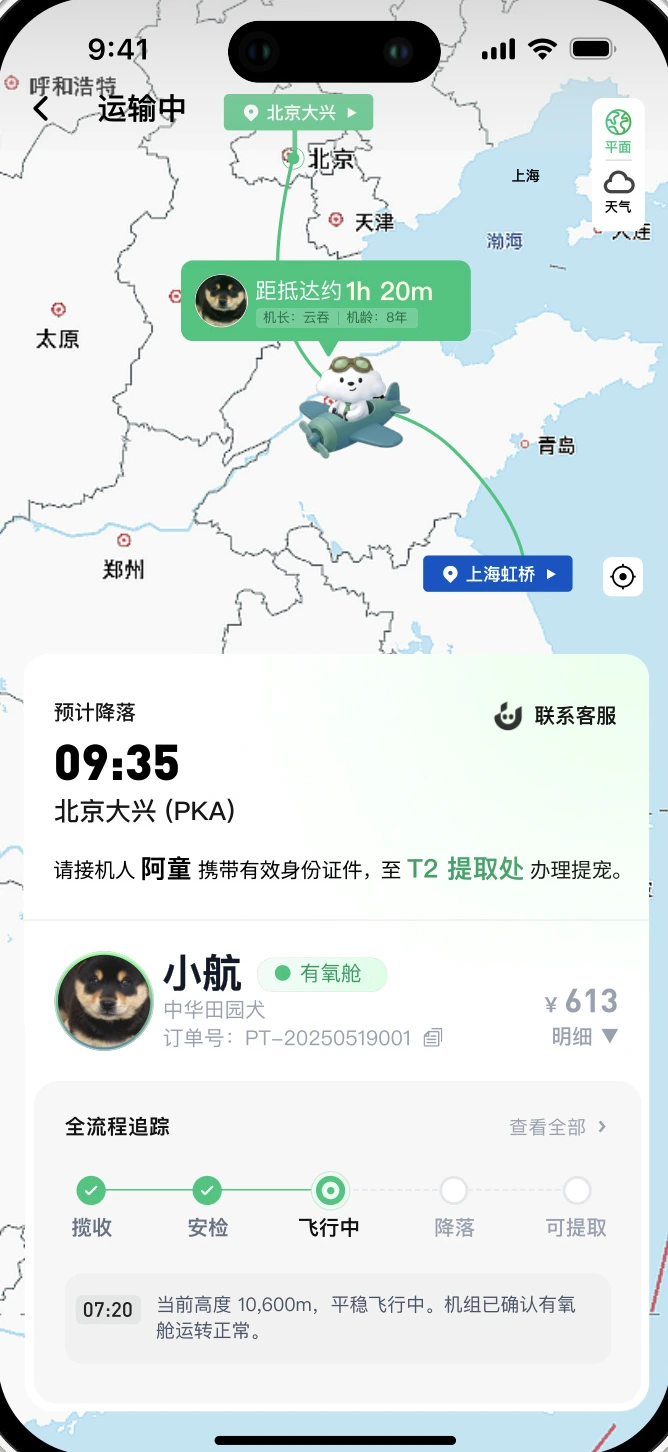 9:41
呼和浩特
运输中
北京大兴
平面
北京
上海
天气
天津
渤海
大连
距抵达约1h 20m
机长：云吞 | 机龄：8年
太原
青岛
郑州
上海虹桥
预计降落
联系客服
09:35
北京大兴 (PKA)
请接机人 阿童 携带有效身份证件，至 T2 提取处 办理提宠。
小航
有氧舱
中华田园犬
¥ 613
订单号：PT-20250519001
明细
全流程追踪
查看全部
揽收 安检 飞行中 降落 可提取
07:20
当前高度 10,600m，平稳飞行中。机组已确认有氧
舱运转正常。